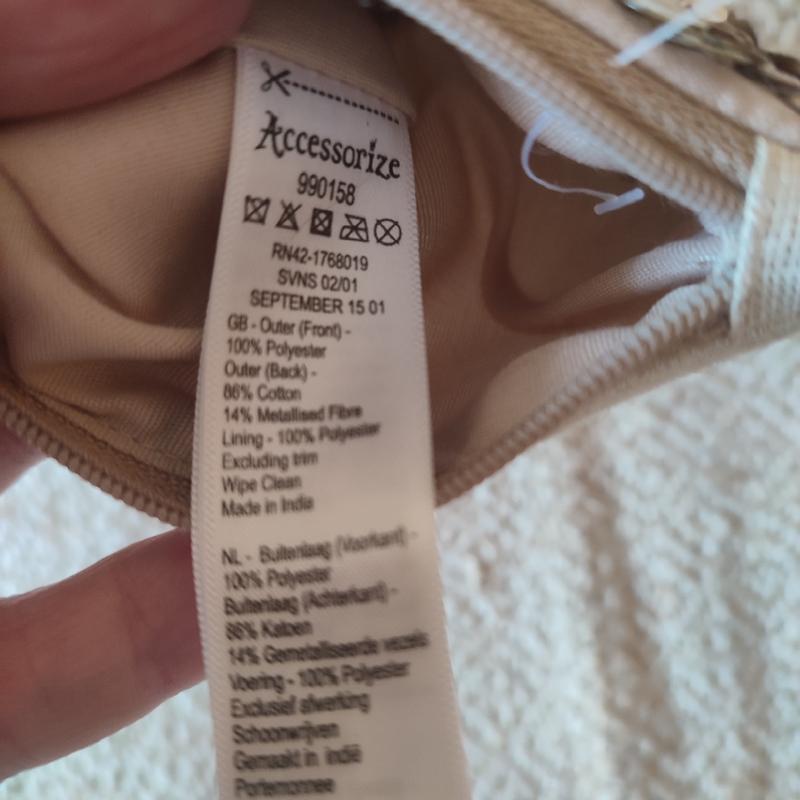 Accessorize
990158
RN42-1768019
SVNS 02/01
SEPTEMBER 15 01
GB - Outer (Front) -
100% Polyester
Outer (Back) -
86% Cotton
14% Metallised Fibre
Lining - 100% Polyester
Excluding trim
Wipe Clean
Made in India
NL - Buitenlaag (Voorkant) -
100% Polyester
Buitenlaag (Achterkant) -
86% Katoen
14% Gemetalliseerde vezels
Voering - 100% Polyester
Exclusief afwerking
Schoonwrijven
Gemaakt in indië
Portemonnee